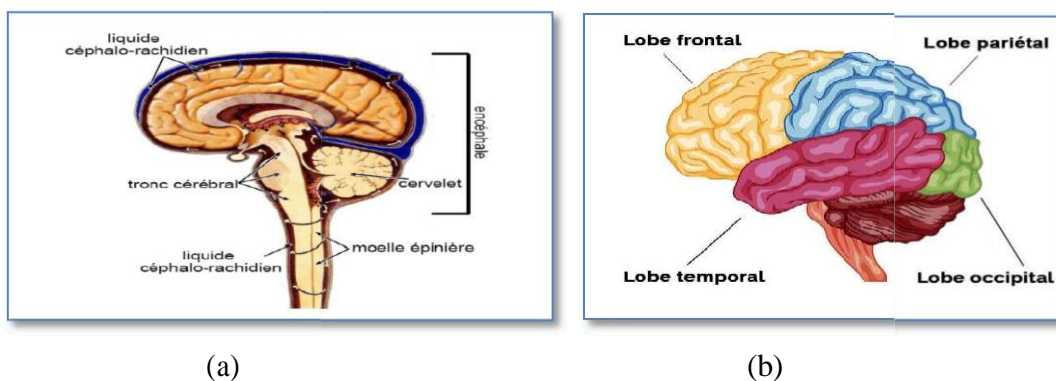 liquide
céphalo-rachidien
encéphale
tronc cérébral
cervelet
moelle épinière
liquide
céphalo-rachidien
(a)
Lobe frontal
Lobe pariétal
Lobe temporal
Lobe occipital
(b)